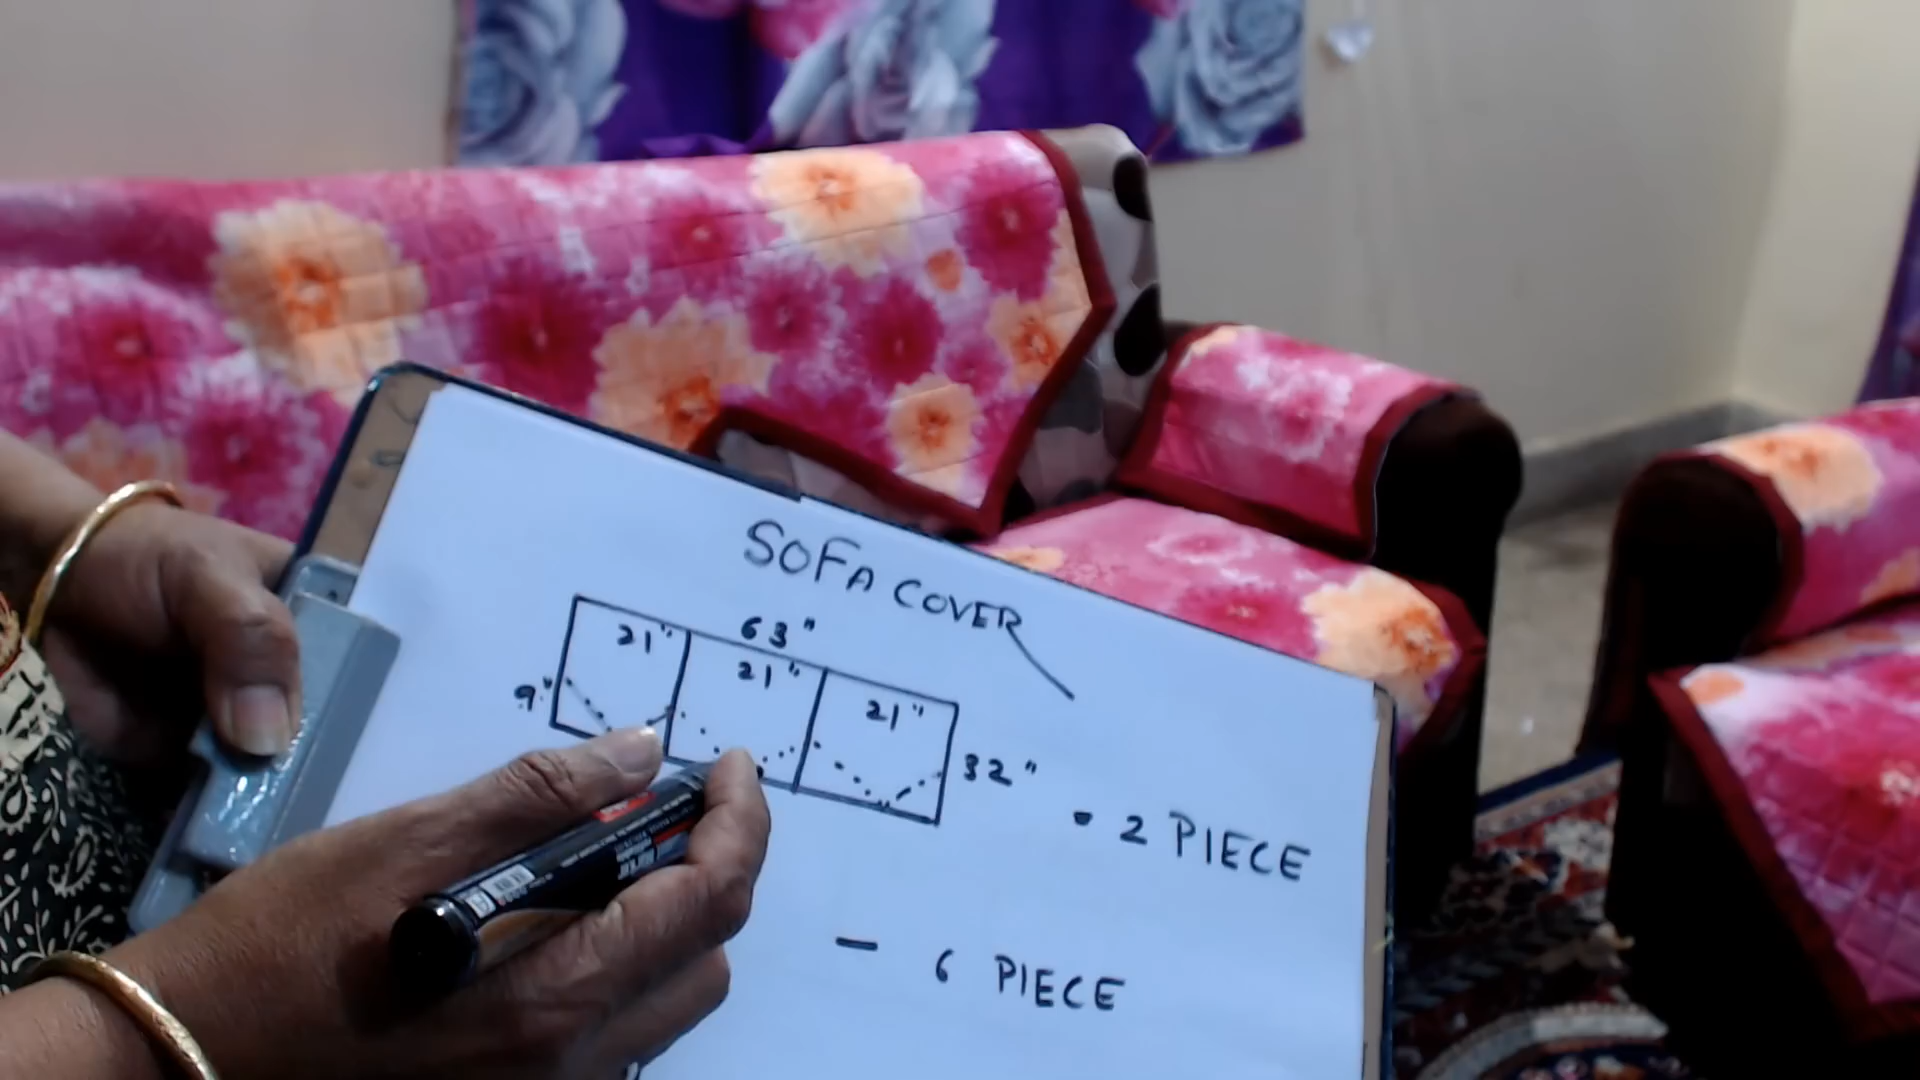 SOFA COVER
63"
21"
21"
21"
9"
32"
• 2 PIECE
— 6 PIECE